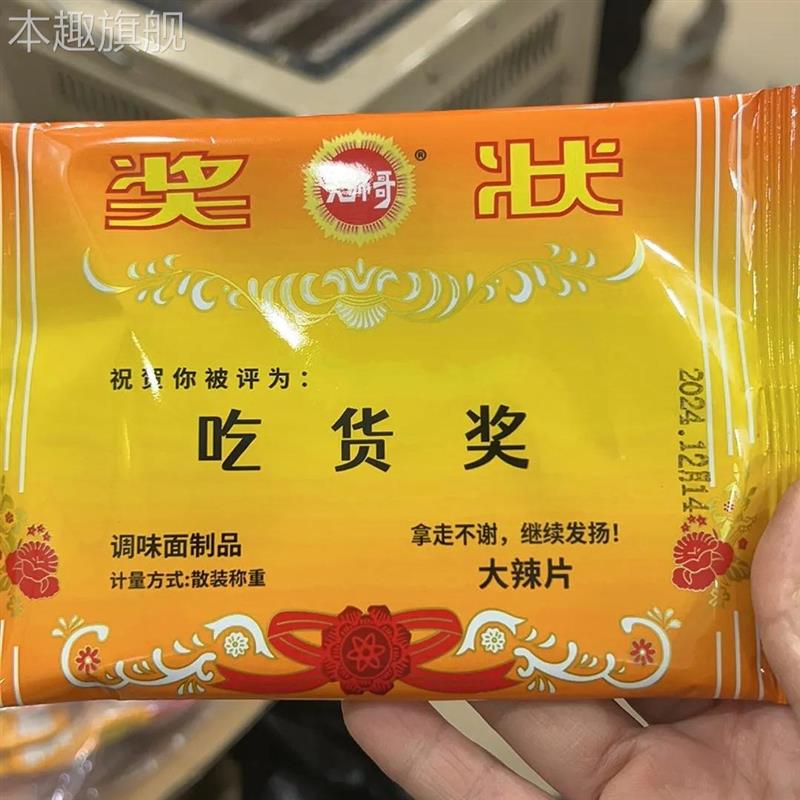 本趣旗舰
奖 状
哥
®
祝贺你被评为：
吃货奖
调味面制品
计量方式:散装称重
拿走不谢，继续发扬！
大辣片
2024.12月14